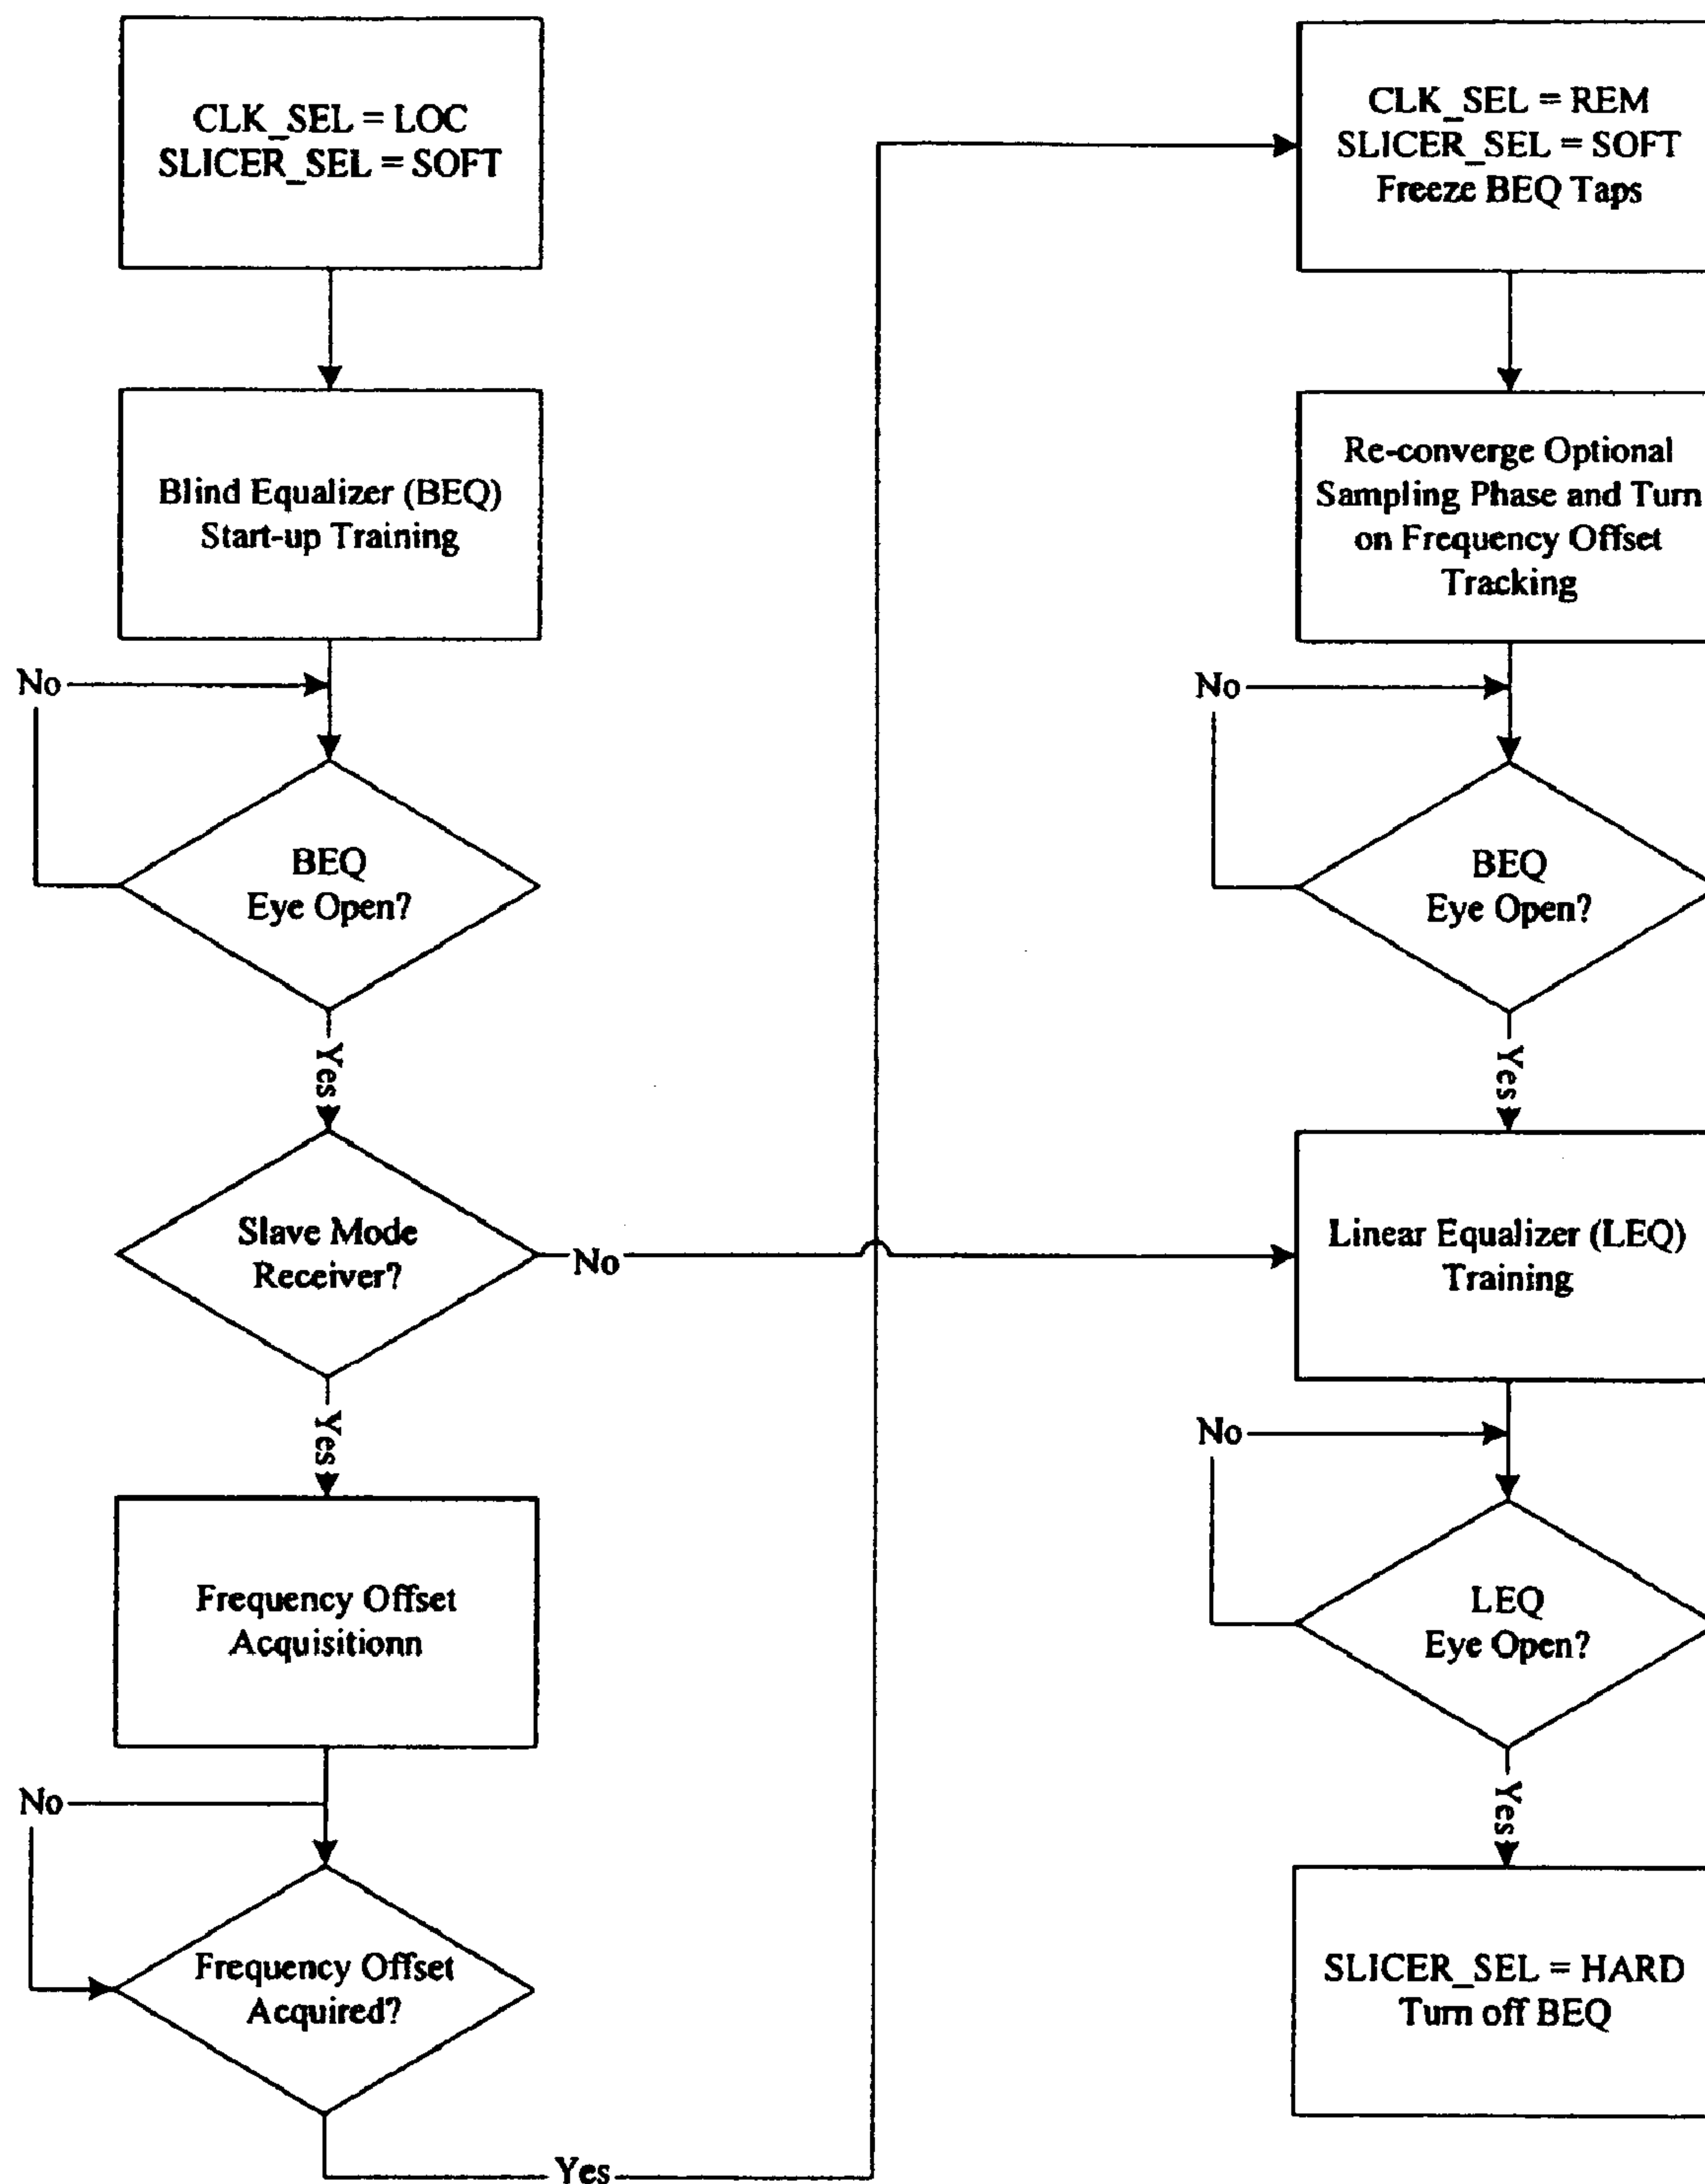 CLK_SEL = LOC
SLICER_SEL = SOFT
Blind Equalizer (BEQ)
Start-up Training
No
BEQ
Eye Open?
Yes
Slave Mode
Receiver?
No
Yes
Frequency Offset
Acquisitionn
No
Frequency Offset
Acquired?
Yes
CLK_SEL = REM
SLICER_SEL = SOFT
Freeze BEQ Taps
Re-converge Optional
Sampling Phase and Turn
on Frequency Offset
Tracking
No
BEQ
Eye Open?
Yes
Linear Equalizer (LEQ)
Training
No
LEQ
Eye Open?
Yes
SLICER_SEL = HARD
Turn off BEQ